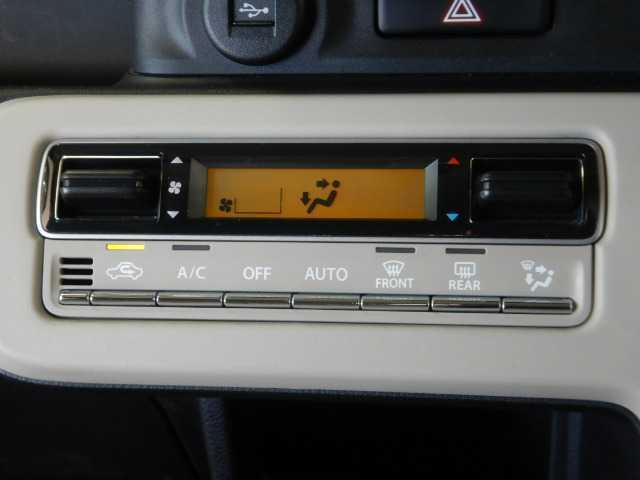 A/C OFF AUTO FRONT REAR